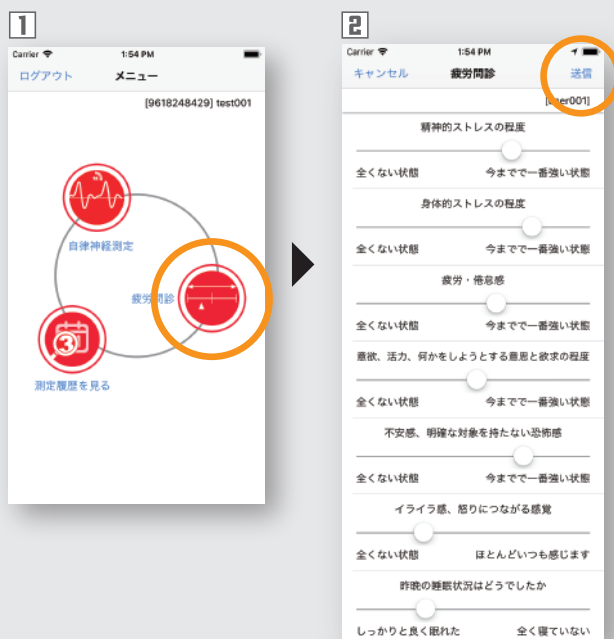 1
Carrier 1:54 PM
ログアウト メニュー
[9618248429] test001
自律神経測定
疲労問診
3
測定履歴を見る
2
Carrier 1:54 PM
キャンセル 疲労問診 送信
精神的ストレスの程度
全くない状態 今までで一番強い状態
身体的ストレスの程度
全くない状態 今までで一番強い状態
疲労・倦怠感
全くない状態 今までで一番強い状態
意欲、活力、何かをしようとする意思と欲求の程度
全くない状態 今までで一番強い状態
不安感、明確な対象を持たない恐怖感
全くない状態 今までで一番強い状態
イライラ感、怒りにつながる感覚
全くない状態 ほとんどいつも感じます
昨晩の睡眠状況はどうでしたか
しっかりと良く眠れた 全く寝ていない